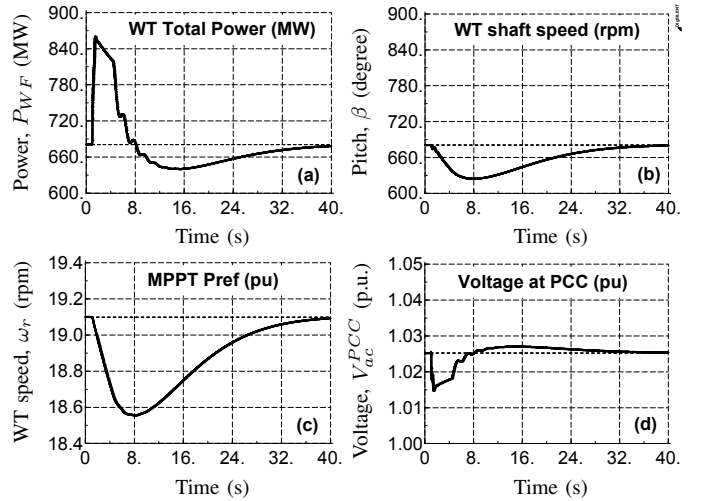 WT Total Power (MW)
Power, P_WF (MW)
900.
840.
780.
720.
660.
600.
(a)
0 8. 16. 24. 32. 40.
Time (s)
WT shaft speed (rpm)
Pitch, β (degree)
900.
840.
780.
720.
660.
600.
(b)
0 8. 16. 24. 32. 40.
Time (s)
DIgSILENT
MPPT Pref (pu)
WT speed, ω_r (rpm)
19.4
19.2
19.0
18.8
18.6
18.4
(c)
0 8. 16. 24. 32. 40.
Time (s)
Voltage at PCC (pu)
Voltage, V_ac^PCC (p.u.)
1.05
1.04
1.03
1.02
1.01
1.00
(d)
0 8. 16. 24. 32. 40.
Time (s)